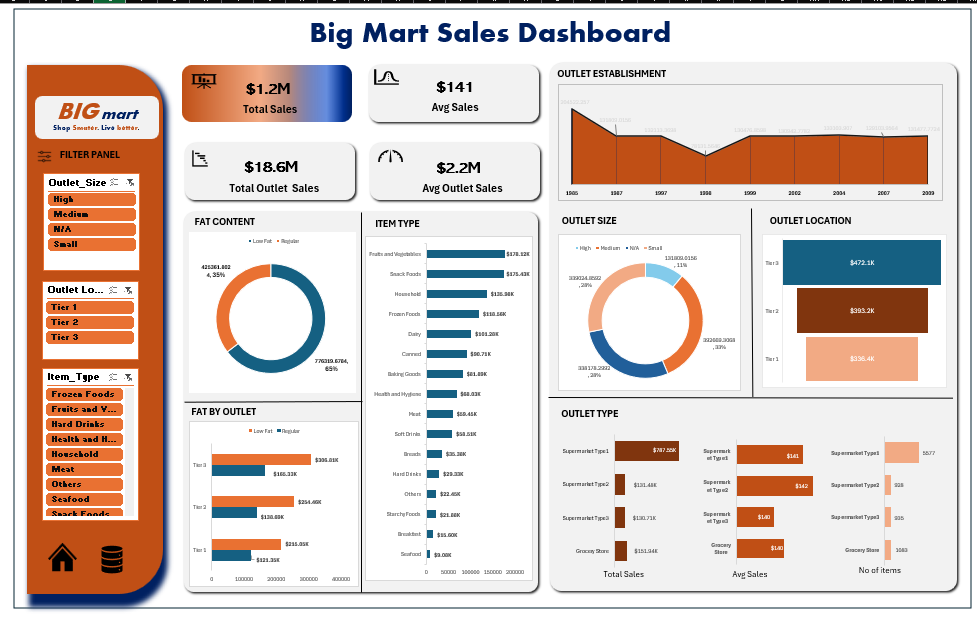 Big Mart Sales Dashboard
BIG mart
Shop Smarter. Live better.
FILTER PANEL
Outlet_Size
High
Medium
N/A
Small
Outlet Lo...
Tier 1
Tier 2
Tier 3
Item_Type
Frozen Foods
Fruits and V...
Hard Drinks
Health and H...
Household
Meat
Others
Seafood
Snack Foods
$1.2M
Total Sales
$141
Avg Sales
$18.6M
Total Outlet Sales
$2.2M
Avg Outlet Sales
FAT CONTENT
Low Fat Regular
425361.802
4, 35%
776319.6784,
65%
FAT BY OUTLET
Low Fat Regular
Tier 3 $306.81K
$165.33K
Tier 2 $254.46K
$138.69K
Tier 1 $215.05K
$121.35K
0 100000 200000 300000 400000
ITEM TYPE
Fruits and Vegetables $178.12K
Snack Foods $175.43K
Household $135.98K
Frozen Foods $118.56K
Dairy $101.28K
Canned $90.71K
Baking Goods $81.89K
Health and Hygiene $68.03K
Meat $59.45K
Soft Drinks $58.51K
Breads $35.38K
Hard Drinks $29.33K
Others $22.45K
Starchy Foods $21.88K
Breakfast $15.60K
Seafood $9.08K
0 50000 100000 150000 200000
OUTLET ESTABLISHMENT
1985 1987 1997 1998 1999 2002 2004 2007 2009
OUTLET SIZE
High Medium N/A Small
131809.0156
, 11%
339024.8592
, 28%
, 33%
338178.2992
, 28%
OUTLET LOCATION
Tier 3 $472.1K
Tier 2 $393.2K
Tier 1 $336.4K
OUTLET TYPE
Supermarket Type1 $787.55K
Supermarket Type2 $131.48K
Supermarket Type3 $130.71K
Grocery Store $151.94K
Total Sales
Supermark
et Type1 $141
Supermark
et Type2 $142
Supermark
et Type3 $140
Grocery
Store $140
Avg Sales
Supermarket Type1 5577
Supermarket Type2 928
Supermarket Type3 935
Grocery Store 1083
No of items